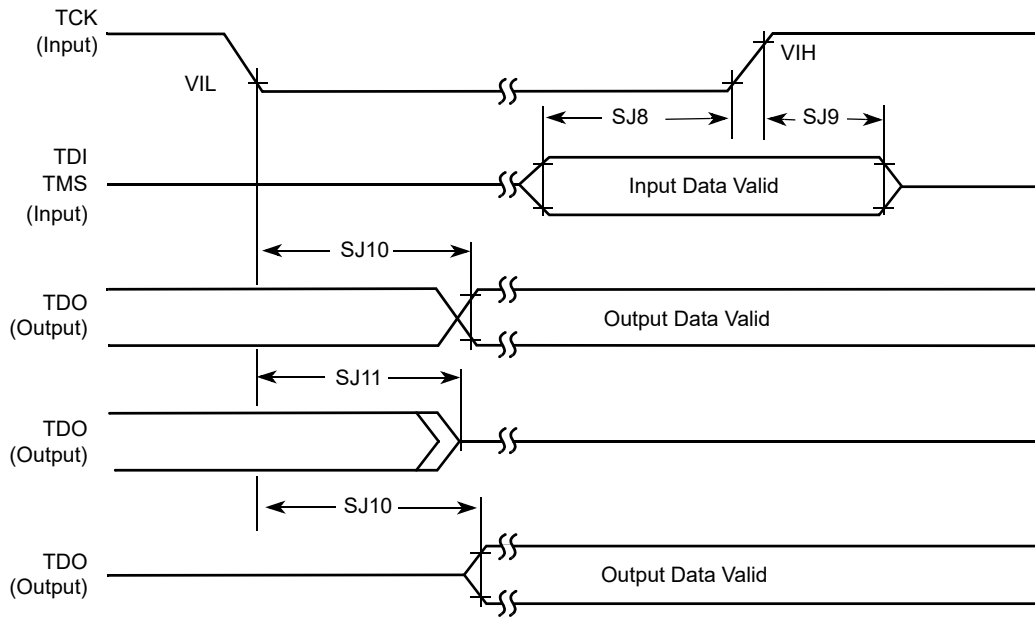 TCK
(Input)
VIL
VIH
SJ8
SJ9
TDI
TMS
(Input)
Input Data Valid
SJ10
TDO
(Output)
Output Data Valid
SJ11
TDO
(Output)
SJ10
TDO
(Output)
Output Data Valid